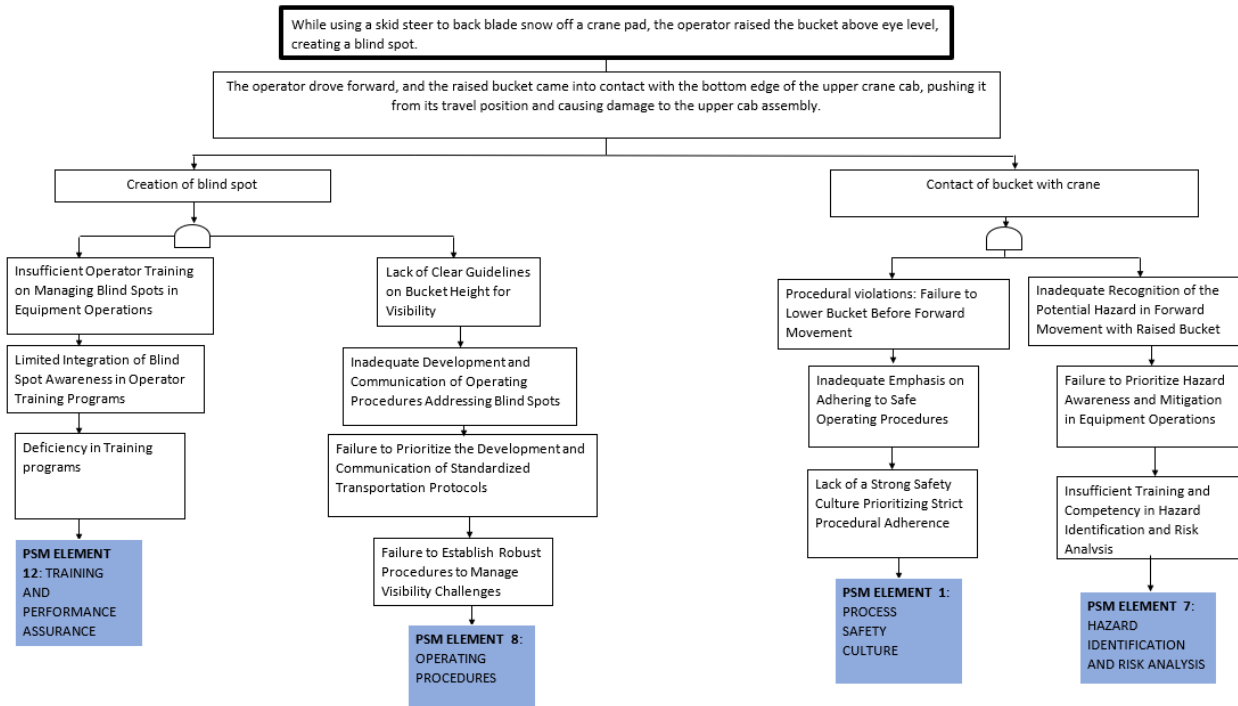 While using a skid steer to back blade snow off a crane pad, the operator raised the bucket above eye level,
creating a blind spot.
The operator drove forward, and the raised bucket came into contact with the bottom edge of the upper crane cab, pushing it
from its travel position and causing damage to the upper cab assembly.
Creation of blind spot
Contact of bucket with crane
Insufficient Operator Training
on Managing Blind Spots in
Equipment Operations
Lack of Clear Guidelines
on Bucket Height for
Visibility
Procedural violations: Failure to
Lower Bucket Before Forward
Movement
Inadequate Recognition of the
Potential Hazard in Forward
Movement with Raised Bucket
Limited Integration of Blind
Spot Awareness in Operator
Training Programs
Inadequate Development and
Communication of Operating
Procedures Addressing Blind Spots
Inadequate Emphasis on
Adhering to Safe
Operating Procedures
Failure to Prioritize Hazard
Awareness and Mitigation
in Equipment Operations
Deficiency in Training
programs
Failure to Prioritize the Development and
Communication of Standardized
Transportation Protocols
Lack of a Strong Safety
Culture Prioritizing Strict
Procedural Adherence
Insufficient Training and
Competency in Hazard
Identification and Risk
Analysis
Failure to Establish Robust
Procedures to Manage
Visibility Challenges
PSM ELEMENT
12: TRAINING
AND
PERFORMANCE
ASSURANCE
PSM ELEMENT 8:
OPERATING
PROCEDURES
PSM ELEMENT 1:
PROCESS
SAFETY
CULTURE
PSM ELEMENT 7:
HAZARD
IDENTIFICATION
AND RISK ANALYSIS